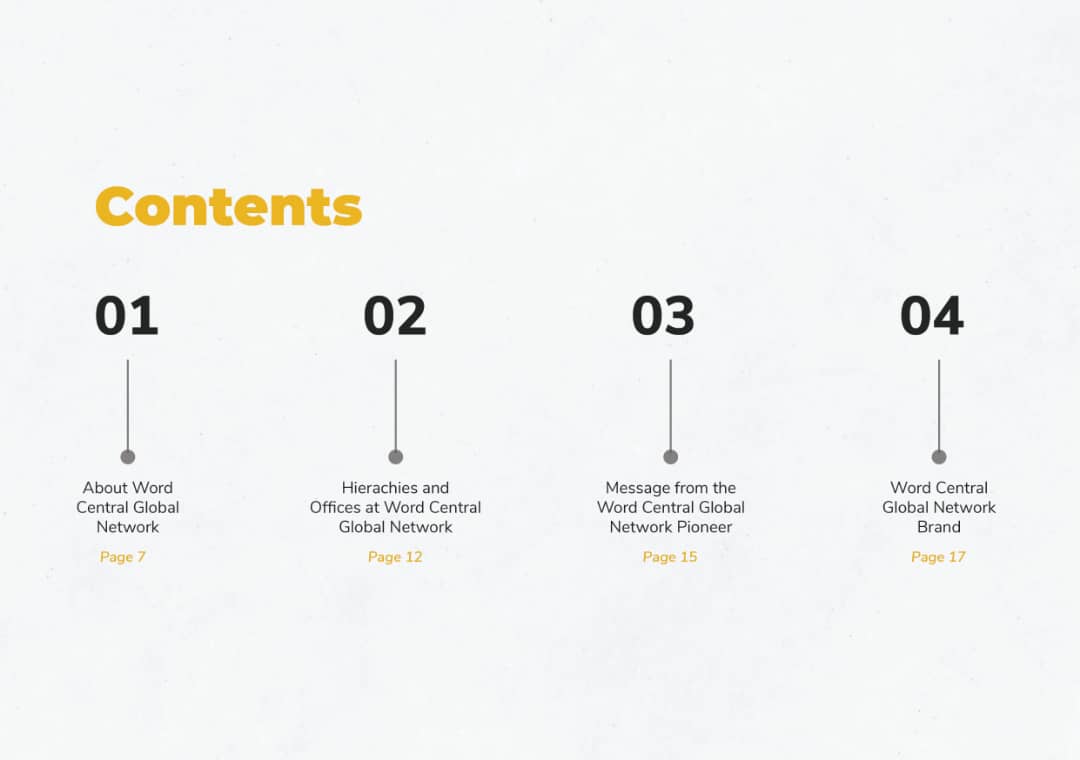 Contents
01
About Word
Central Global
Network
Page 7
02
Hierachies and
Offices at Word Central
Global Network
Page 12
03
Message from the
Word Central Global
Network Pioneer
Page 15
04
Word Central
Global Network
Brand
Page 17